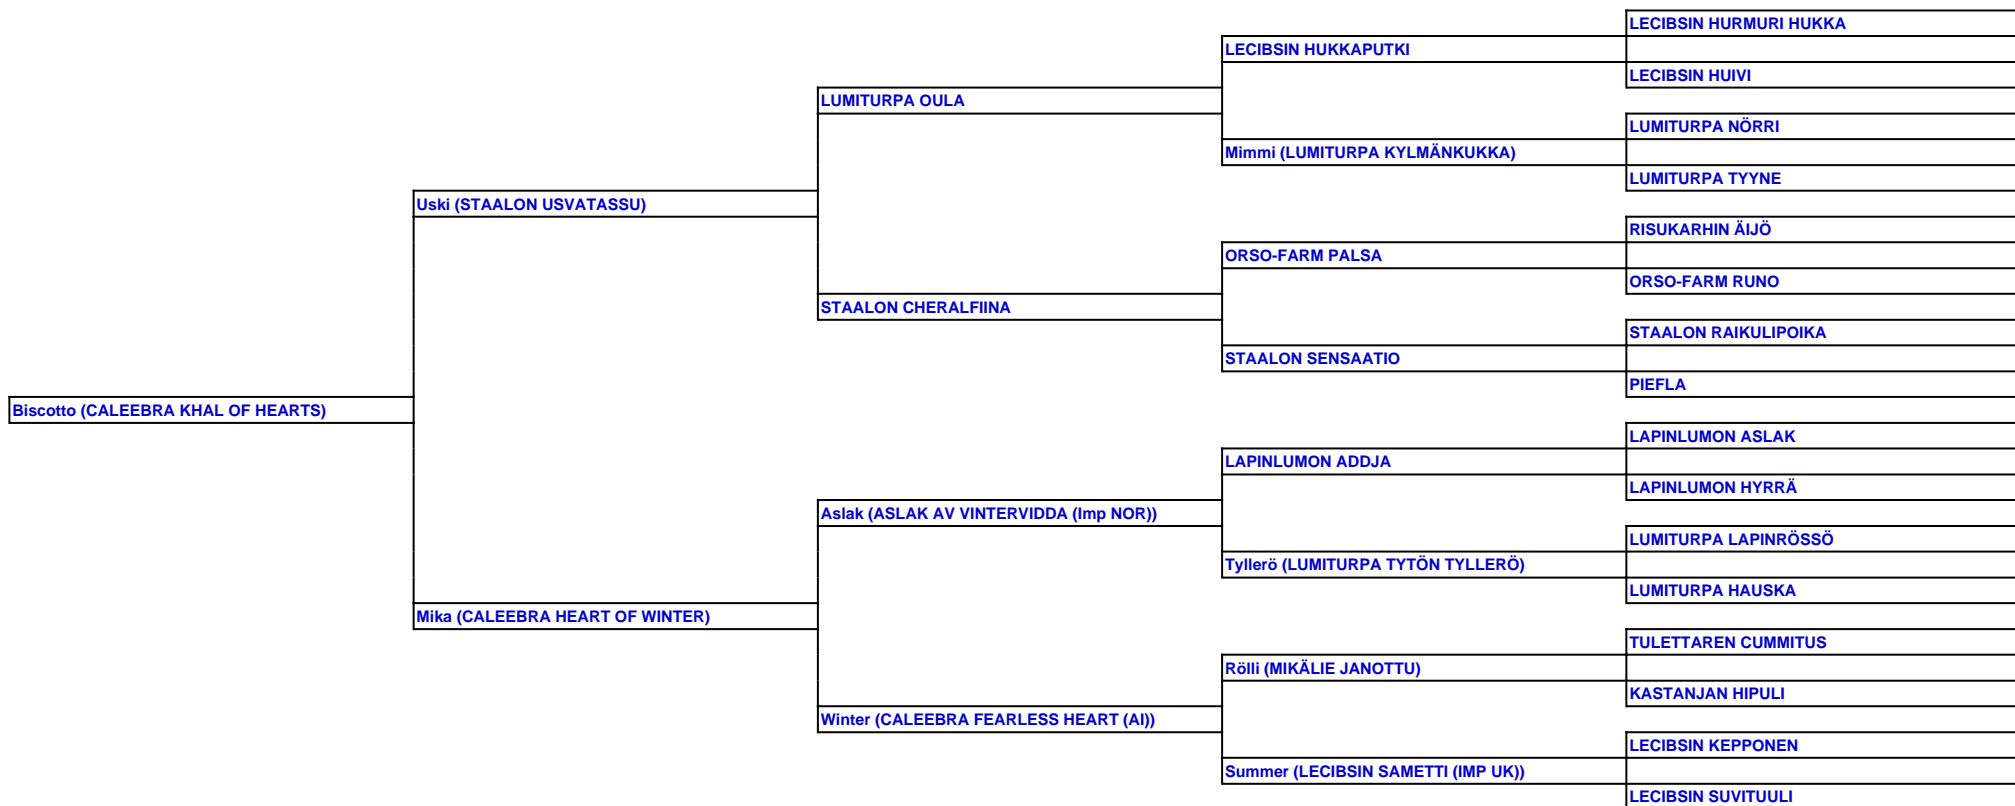 LECIBSIN HURMURI HUKKA
LECIBSIN HUKKAPUTKI
LECIBSIN HUIVI
LUMITURPA OULA
LUMITURPA NÖRRI
Mimmi (LUMITURPA KYLMÄNKUKKA)
LUMITURPA TYYNE
Uski (STAALON USVATASSU)
RISUKARHIN ÄIJÖ
ORSO-FARM PALSA
ORSO-FARM RUNO
STAALON CHERALFIINA
STAALON RAIKULIPOIKA
STAALON SENSAATIO
PIEFLA
Biscotto (CALEEBRA KHAL OF HEARTS)
LAPINLUMON ASLAK
LAPINLUMON ADDJA
LAPINLUMON HYRRÄ
Aslak (ASLAK AV VINTERVIDDA (Imp NOR))
LUMITURPA LAPINRÖSSÖ
Tyllerö (LUMITURPA TYTÖN TYLLERÖ)
LUMITURPA HAUSKA
Mika (CALEEBRA HEART OF WINTER)
TULETTAREN CUMMITUS
Rölli (MIKÄLIE JANOTTU)
KASTANJAN HIPULI
Winter (CALEEBRA FEARLESS HEART (AI))
LECIBSIN KEPPONEN
Summer (LECIBSIN SAMETTI (IMP UK))
LECIBSIN SUVITUULI